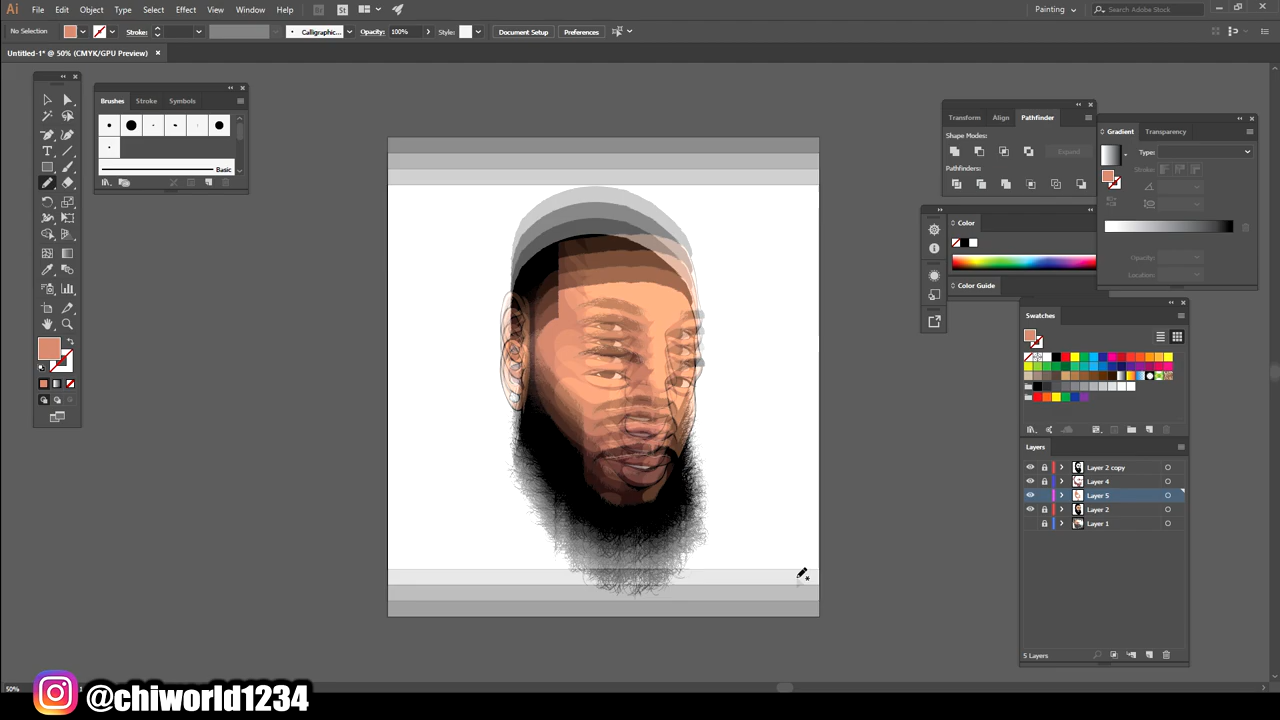 Ai File Edit Object Type Select Effect View Window Help Br St Painting Search Adobe Stock
No Selection Stroke: Calligraphic... Opacity: 100% Style: Document Setup Preferences
Untitled-1* @ 50% (CMYK/GPU Preview)
Brushes Stroke Symbols
Basic
Transform Align Pathfinder
Shape Modes:
Expand
Pathfinders:
Gradient Transparency
Type:
Stroke:
Opacity:
Location:
Color
Color Guide
Swatches
Layers
Layer 2 copy
Layer 4
Layer 5
Layer 2
Layer 1
5 Layers
50%
@chiworld1234